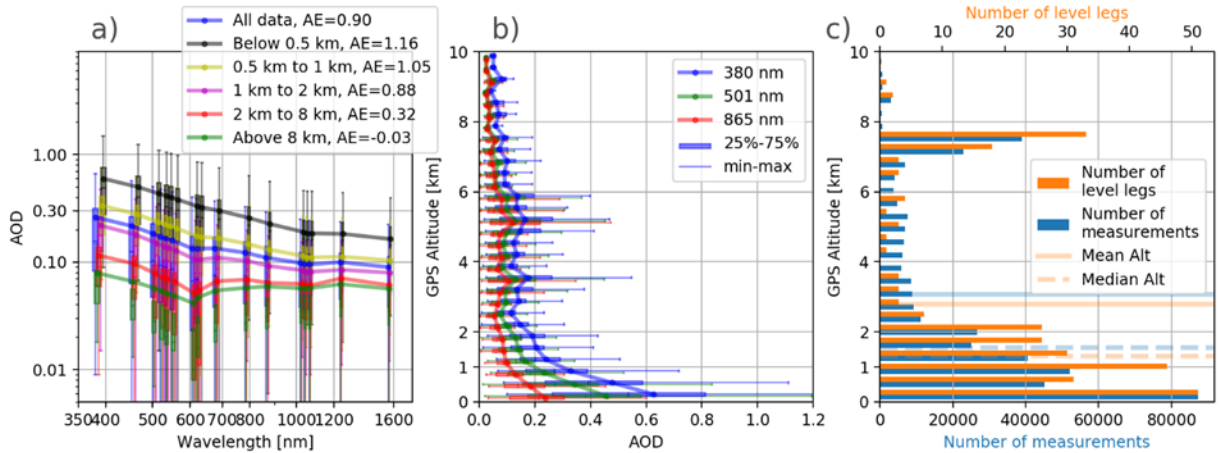 a)
All data, AE=0.90
Below 0.5 km, AE=1.16
0.5 km to 1 km, AE=1.05
1 km to 2 km, AE=0.88
2 km to 8 km, AE=0.32
Above 8 km, AE=-0.03
1.00
0.30
0.10
0.01
AOD
350 400 500 600 700 800 1000 1200 1600
Wavelength [nm]
b)
380 nm
501 nm
865 nm
25%-75%
min-max
10
8
6
4
2
1
0
GPS Altitude [km]
0.0 0.2 0.4 0.6 0.8 1.0 1.2
AOD
c)
Number of level legs
0 10 20 30 40 50
Number of
level legs
Number of
measurements
Mean Alt
Median Alt
10
8
6
4
2
1
0
GPS Altitude [km]
0 20000 40000 60000 80000
Number of measurements